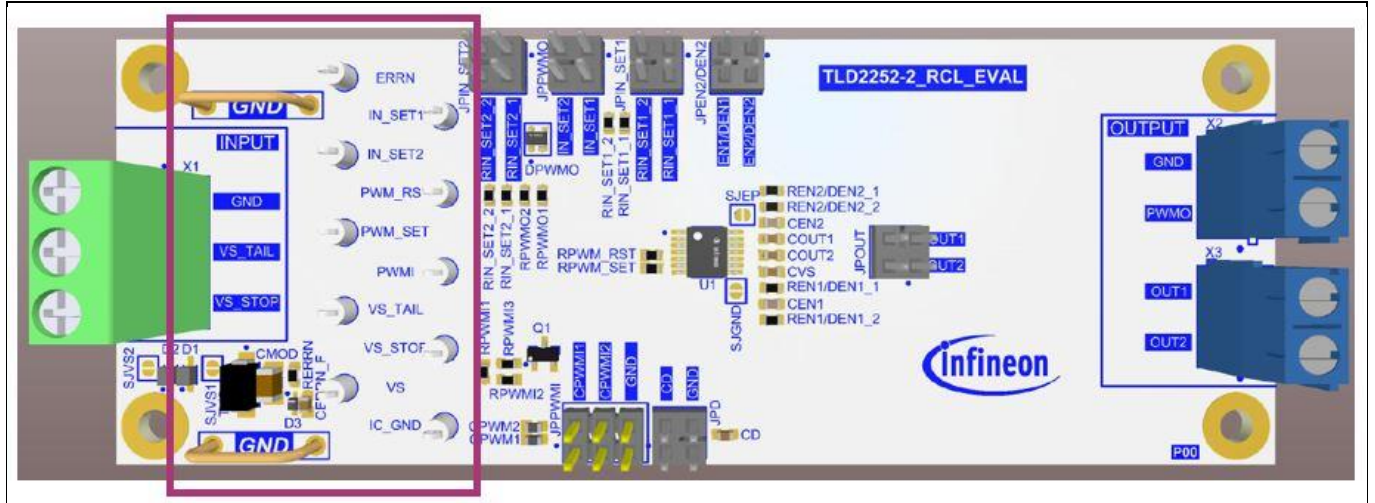 TLD2252-2_RCL_EVAL
ERRN
IN_SET1
IN_SET2
PWM_RS
PWM_SET
PWMI
VS_TAIL
VS_STOP
VS
IC_GND
GND
INPUT
X1
GND
VS_TAIL
VS_STOP
SJVS2
D2 D1
SJVS1
CMOD
RERRN
D3
GND
JPIN_SET2
JPPWMO
JPIN_SET1
JPEN2/DEN2
RIN_SET2_2
RIN_SET2_1
IN_SET2
IN_SET1
RIN_SET1_2
RIN_SET1_1
EN1/DEN1
EN2/DEN2
DPWMO
RIN_SET1_2
RIN_SET1_1
RIN_SET2_2
RIN_SET2_1
RPWMO2
RPWMO1
SJEP
RPWM_RST
RPWM_SET
U1
SJGND
REN2/DEN2_1
REN2/DEN2_2
CEN2
COUT1
COUT2
CVS
REN1/DEN1_1
CEN1
REN1/DEN1_2
JPOUT
OUT2
RPWMI1
RPWMI3
Q1
RPWMI2
JPPWMI
CPWMI1
CPWMI2
GND
CD
GND
JPD
CD
Infineon
OUTPUT
X2
GND
PWMO
X3
OUT1
OUT2
P00